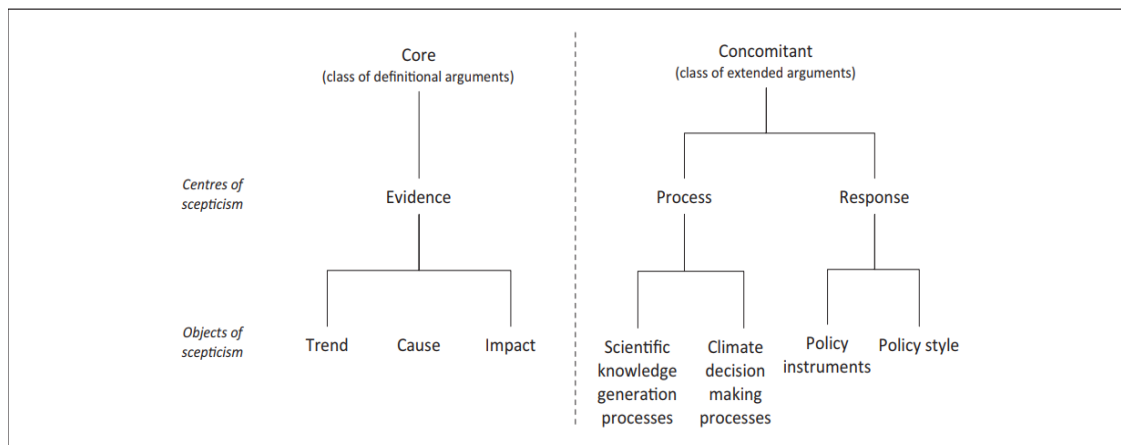 Core
(class of definitional arguments)
Concomitant
(class of extended arguments)
Centres of
scepticism
Evidence
Process
Response
Objects of
scepticism
Trend
Cause
Impact
Scientific
knowledge
generation
processes
Climate
decision
making
processes
Policy
instruments
Policy style